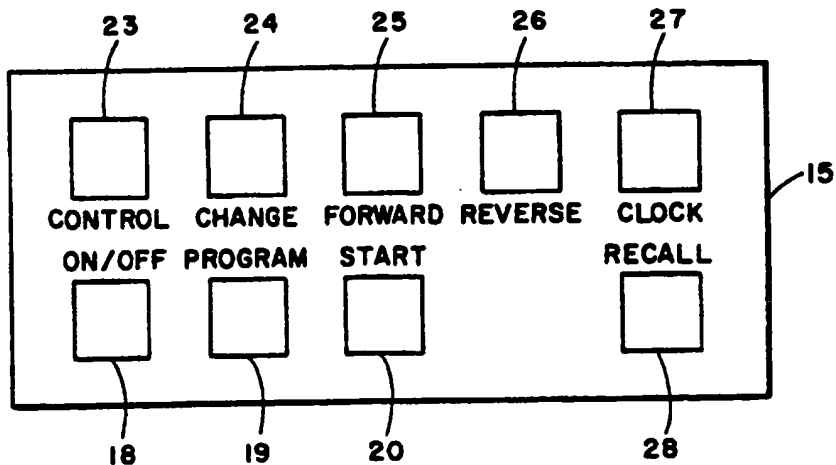 23 24 25 26 27
15
CONTROL CHANGE FORWARD REVERSE CLOCK
ON/OFF PROGRAM START RECALL
18 19 20 28